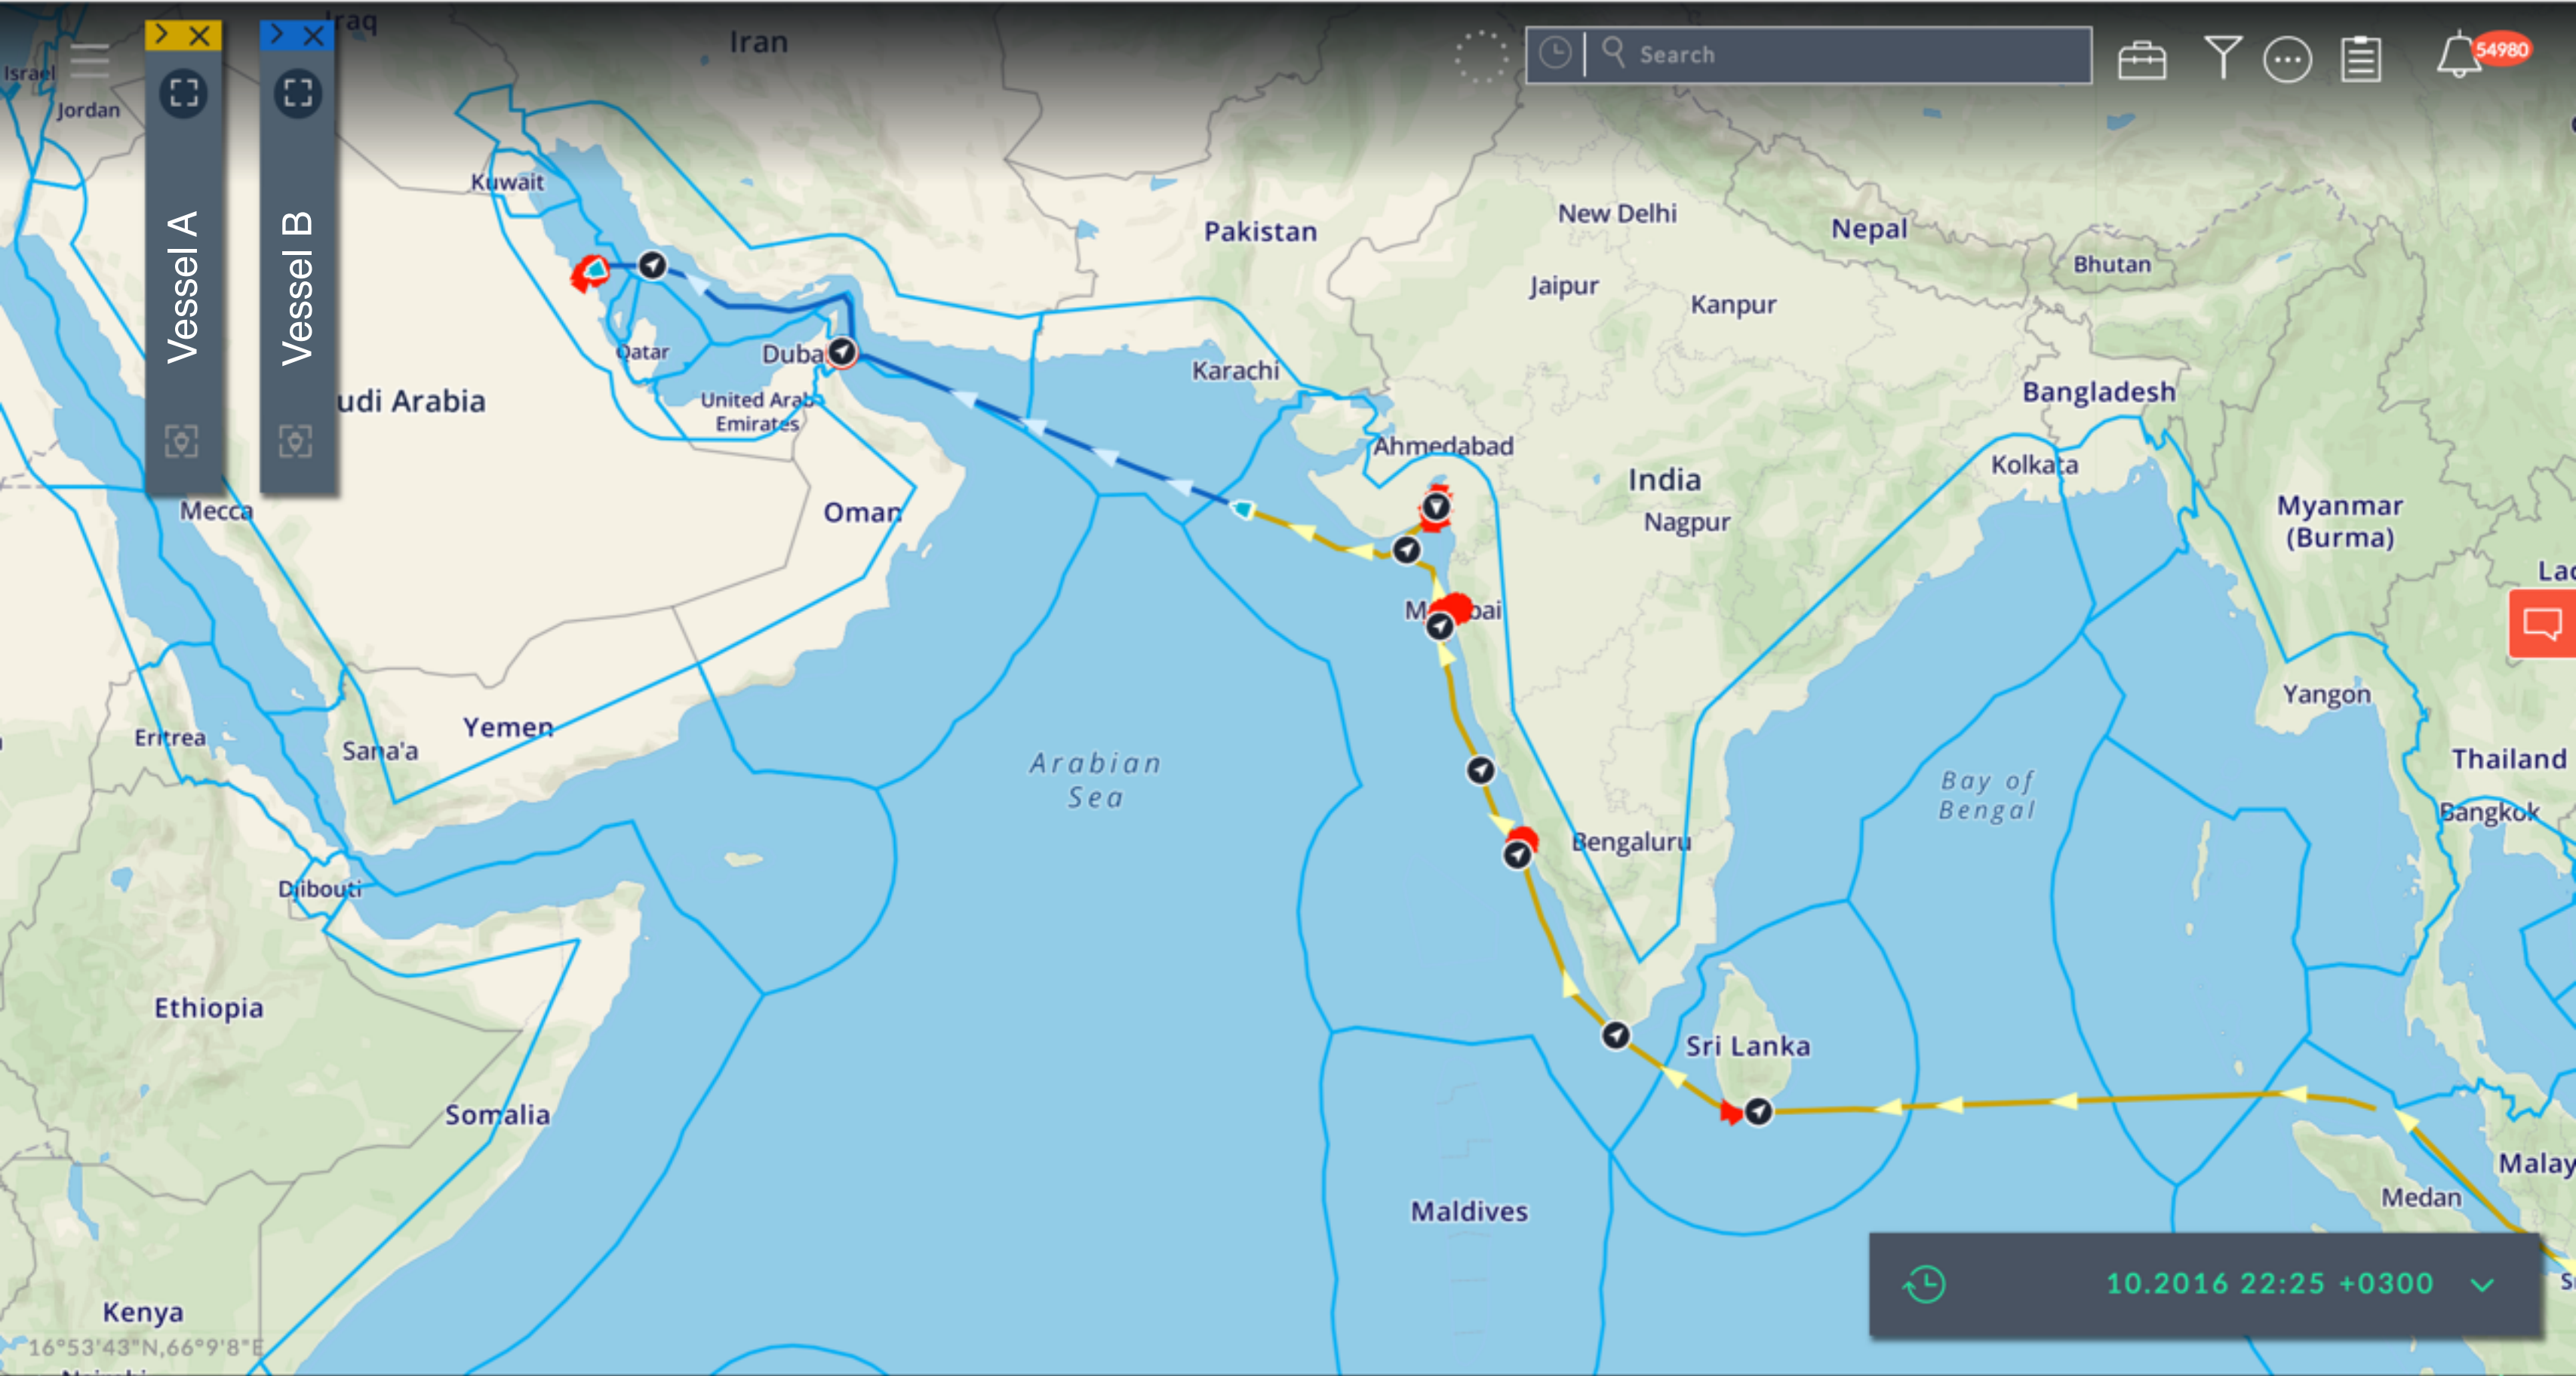 Iraq
Iran
Search
54980
Israel
Jordan
Kuwait
Pakistan
New Delhi
Nepal
Bhutan
Jaipur
Kanpur
Vessel A
Vessel B
Qatar
Karachi
Bangladesh
udi Arabia
United Arab
Emirates
Ahmedabad
Kolkata
India
Mecca
Oman
Nagpur
Myanmar
(Burma)
Yangon
Eritrea
Sana'a
Yemen
Arabian
Sea
Thailand
Bay of
Bengal
Bangkok
Bengaluru
Djibouti
Ethiopia
Sri Lanka
Somalia
Malay
Medan
Maldives
10.2016 22:25 +0300
Kenya
16°53'43"N,66°9'8"E